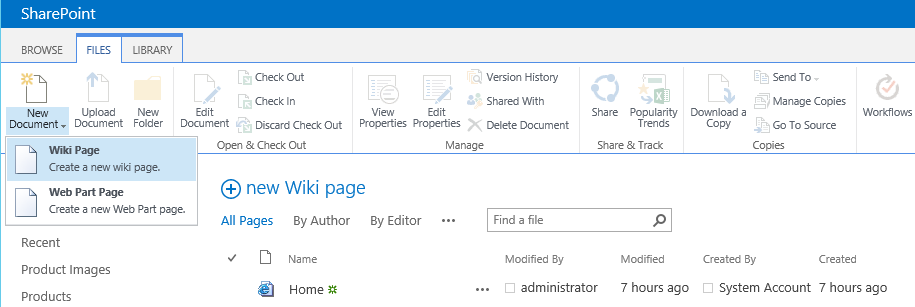 SharePoint
BROWSE FILES LIBRARY
New Document
Upload Document
New Folder
Edit Document
Check Out
Check In
Discard Check Out
View Properties
Edit Properties
Version History
Shared With
Delete Document
Share
Popularity Trends
Download a Copy
Send To
Manage Copies
Go To Source
Workflows
Open & Check Out
Manage
Share & Track
Copies
Wiki Page
Create a new wiki page.
Web Part Page
Create a new Web Part page.
Recent
Product Images
Products
new Wiki page
All Pages By Author By Editor ••• Find a file
Name Modified By Modified Created By Created
Home ••• administrator 7 hours ago System Account 7 hours ago